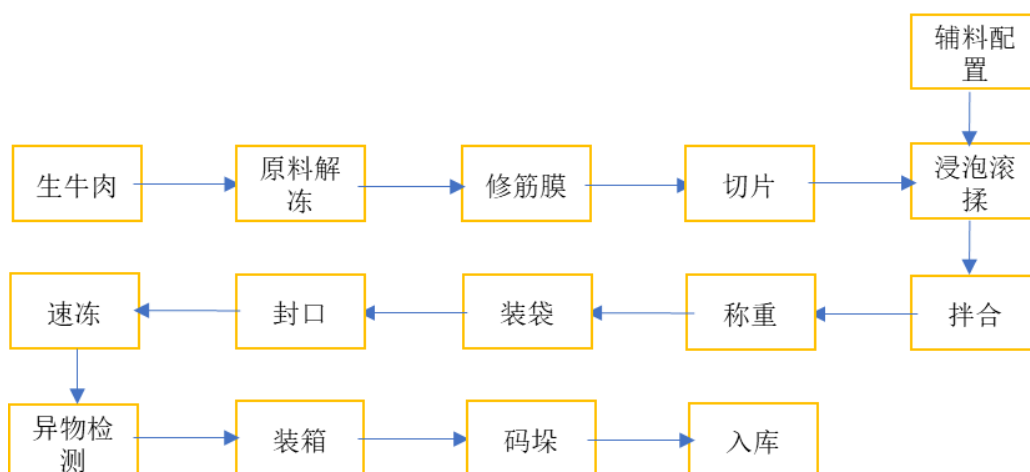 辅料配
置
生牛肉
原料解
冻
修筋膜
切片
浸泡滚
揉
速冻
封口
装袋
称重
拌合
异物检
测
装箱
码垛
入库